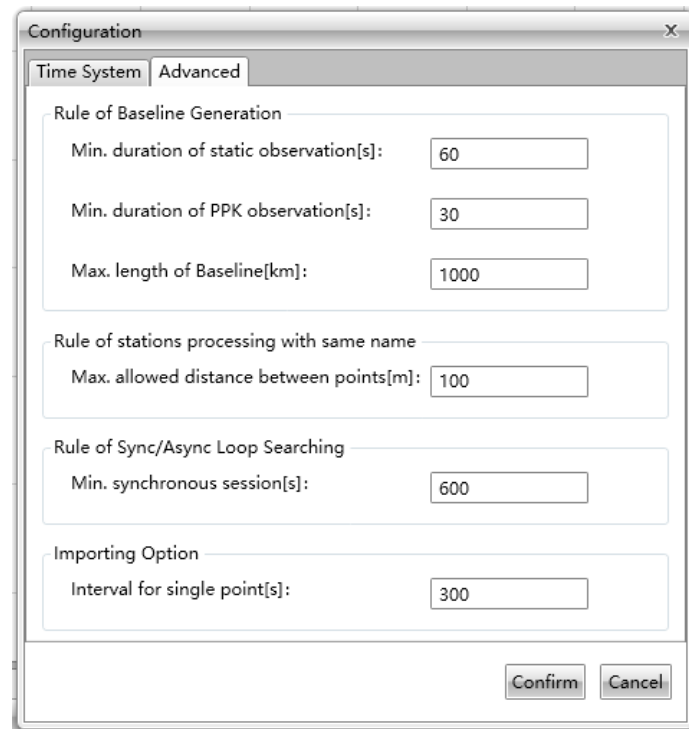 Configuration x
Time System Advanced
Rule of Baseline Generation
Min. duration of static observation[s]: 60
Min. duration of PPK observation[s]: 30
Max. length of Baseline[km]: 1000
Rule of stations processing with same name
Max. allowed distance between points[m]: 100
Rule of Sync/Async Loop Searching
Min. synchronous session[s]: 600
Importing Option
Interval for single point[s]: 300
Confirm Cancel